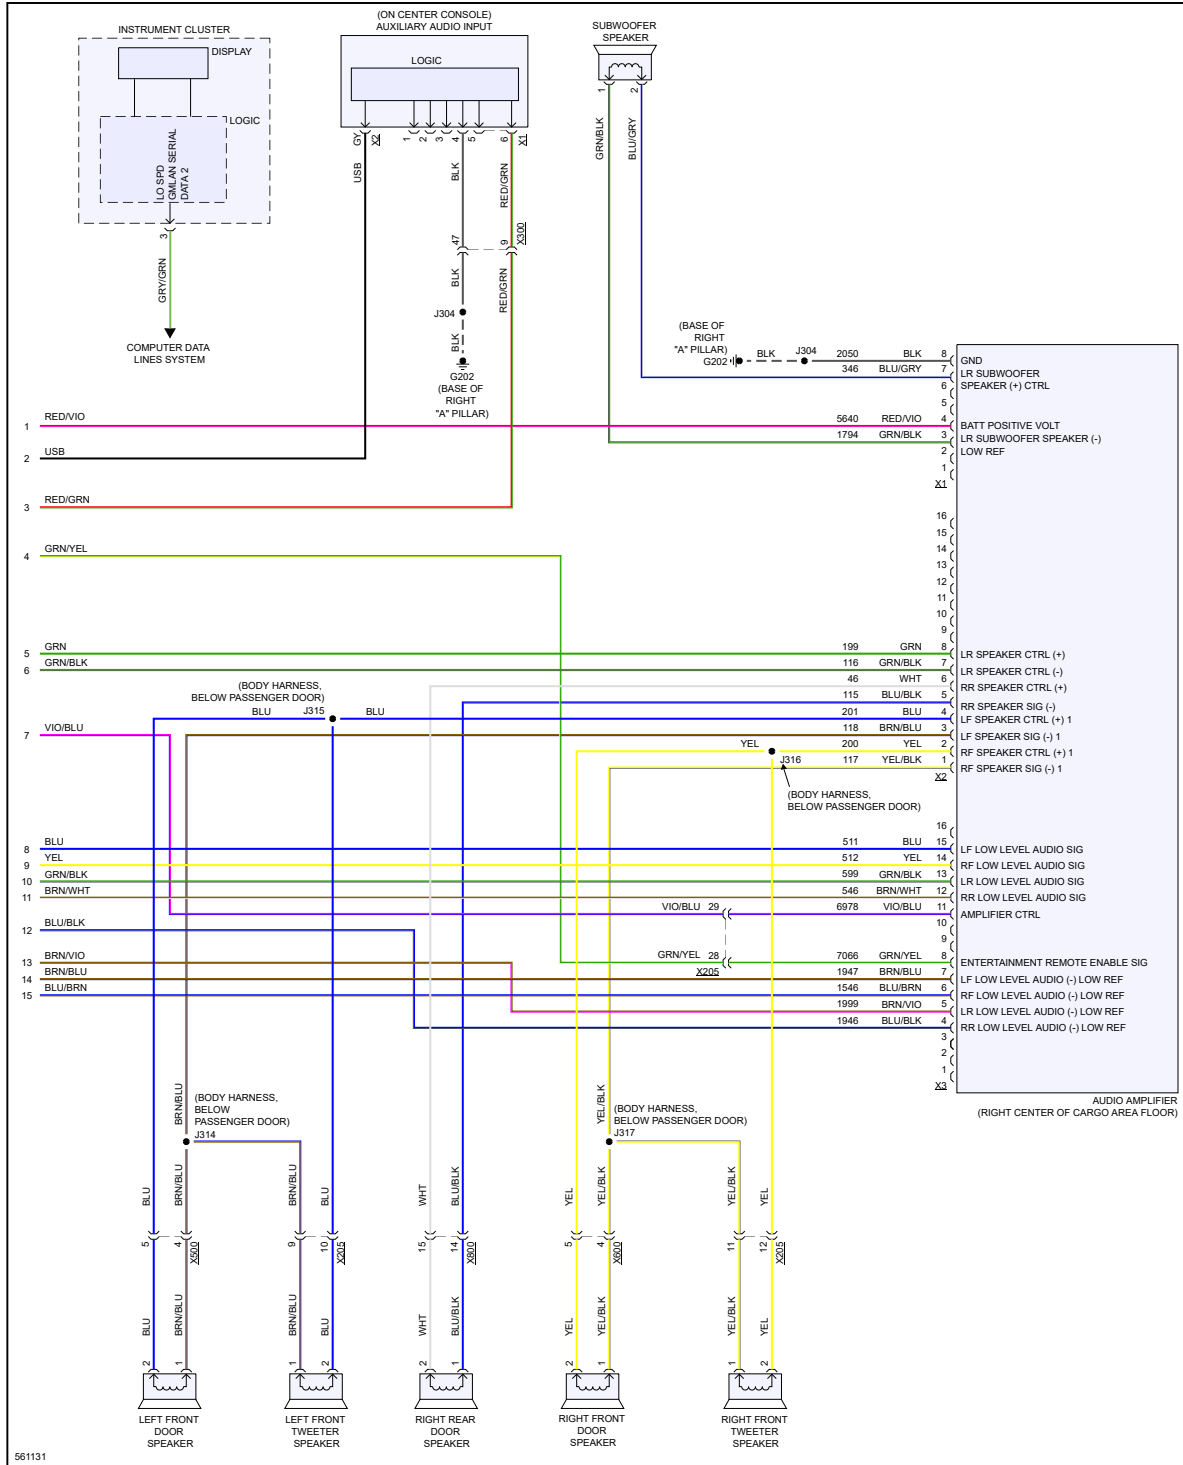 (ON CENTER CONSOLE)
AUXILIARY AUDIO INPUT
INSTRUMENT CLUSTER
DISPLAY
LOGIC
LO SPD
GMLAN SERIAL
DATA 2
3
GRY/GRN
COMPUTER DATA
LINES SYSTEM
LOGIC
GY
X2
1
2
3
4
5
6
X1
USB
BLK
RED/GRN
47
9
X300
BLK
RED/GRN
J304
BLK
G202
(BASE OF
RIGHT
"A" PILLAR)
SUBWOOFER
SPEAKER
1
2
GRN/BLK
BLU/GRY
(BASE OF
RIGHT
"A" PILLAR)
G202
BLK
J304
2050 BLK 8 GND
346 BLU/GRY 7 LR SUBWOOFER
6 SPEAKER (+) CTRL
5
1 RED/VIO
5640 RED/VIO 4 BATT POSITIVE VOLT
1794 GRN/BLK 3 LR SUBWOOFER SPEAKER (-)
2 LOW REF
2 USB
1
X1
3 RED/GRN
16
15
4 GRN/YEL
14
13
12
11
10
9
5 GRN
199 GRN 8 LR SPEAKER CTRL (+)
6 GRN/BLK
116 GRN/BLK 7 LR SPEAKER CTRL (-)
46 WHT 6 RR SPEAKER CTRL (+)
(BODY HARNESS,
BELOW PASSENGER DOOR)
115 BLU/BLK 5 RR SPEAKER SIG (-)
BLU J315 BLU
201 BLU 4 LF SPEAKER CTRL (+) 1
7 VIO/BLU
118 BRN/BLU 3 LF SPEAKER SIG (-) 1
YEL 200 YEL 2 RF SPEAKER CTRL (+) 1
J316 117 YEL/BLK 1 RF SPEAKER SIG (-) 1
X2
(BODY HARNESS,
BELOW PASSENGER DOOR)
16
8 BLU
511 BLU 15 LF LOW LEVEL AUDIO SIG
9 YEL
512 YEL 14 RF LOW LEVEL AUDIO SIG
10 GRN/BLK
599 GRN/BLK 13 LR LOW LEVEL AUDIO SIG
11 BRN/WHT
546 BRN/WHT 12 RR LOW LEVEL AUDIO SIG
VIO/BLU 29 6978 VIO/BLU 11 AMPLIFIER CTRL
12 BLU/BLK
10
9
13 BRN/VIO
GRN/YEL 28 7066 GRN/YEL 8 ENTERTAINMENT REMOTE ENABLE SIG
X205
14 BRN/BLU
1947 BRN/BLU 7 LF LOW LEVEL AUDIO (-) LOW REF
15 BLU/BRN
1546 BLU/BRN 6 RF LOW LEVEL AUDIO (-) LOW REF
1999 BRN/VIO 5 LR LOW LEVEL AUDIO (-) LOW REF
1946 BLU/BLK 4 RR LOW LEVEL AUDIO (-) LOW REF
3
2
1
X3
AUDIO AMPLIFIER
(RIGHT CENTER OF CARGO AREA FLOOR)
BRN/BLU
(BODY HARNESS,
BELOW
PASSENGER DOOR)
J314
YEL/BLK
(BODY HARNESS,
BELOW PASSENGER DOOR)
J317
BLU
BRN/BLU
BRN/BLU
BLU
WHT
BLU/BLK
YEL
YEL/BLK
YEL/BLK
YEL
5
4
X500
9
10
X205
15
14
X800
5
4
X600
11
12
X205
BLU
BRN/BLU
BRN/BLU
BLU
WHT
BLU/BLK
YEL
YEL/BLK
YEL/BLK
YEL
2
1
1
2
2
1
2
1
1
2
LEFT FRONT
DOOR
SPEAKER
LEFT FRONT
TWEETER
SPEAKER
RIGHT REAR
DOOR
SPEAKER
RIGHT FRONT
DOOR
SPEAKER
RIGHT FRONT
TWEETER
SPEAKER
561131